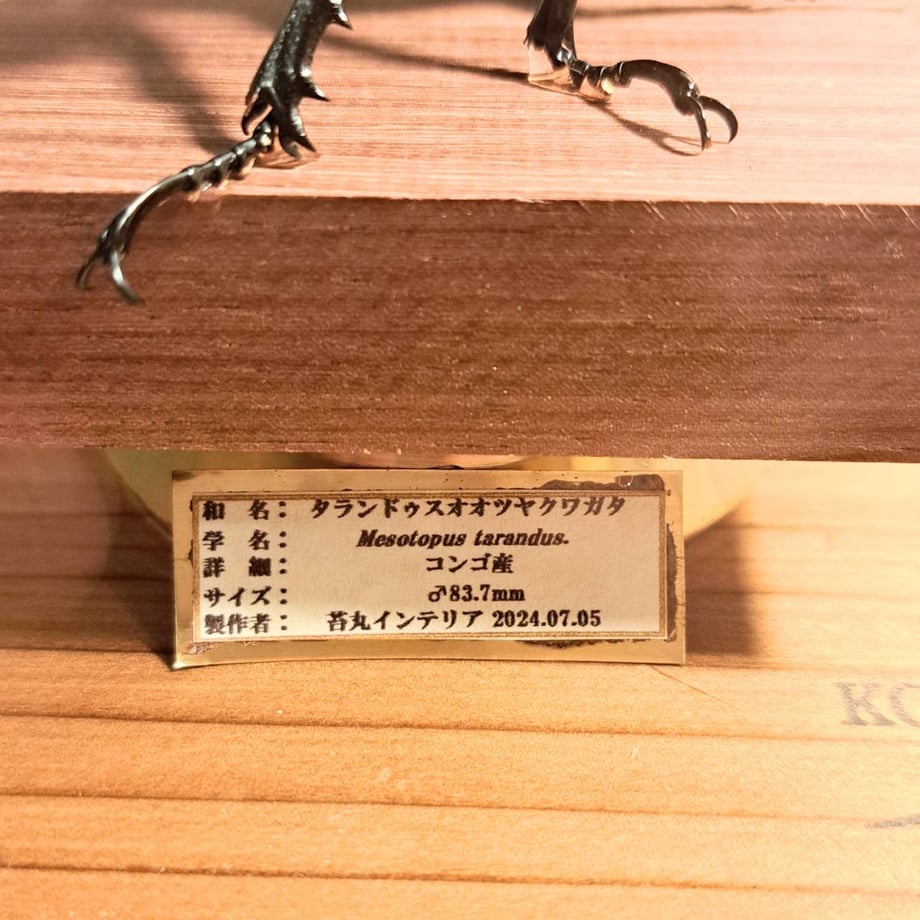 和　名： タランドゥスオオツヤクワガタ
学　名： Mesotopus tarandus.
詳　細： コンゴ産
サイズ： ♂83.7mm
製作者： 苔丸インテリア 2024.07.05